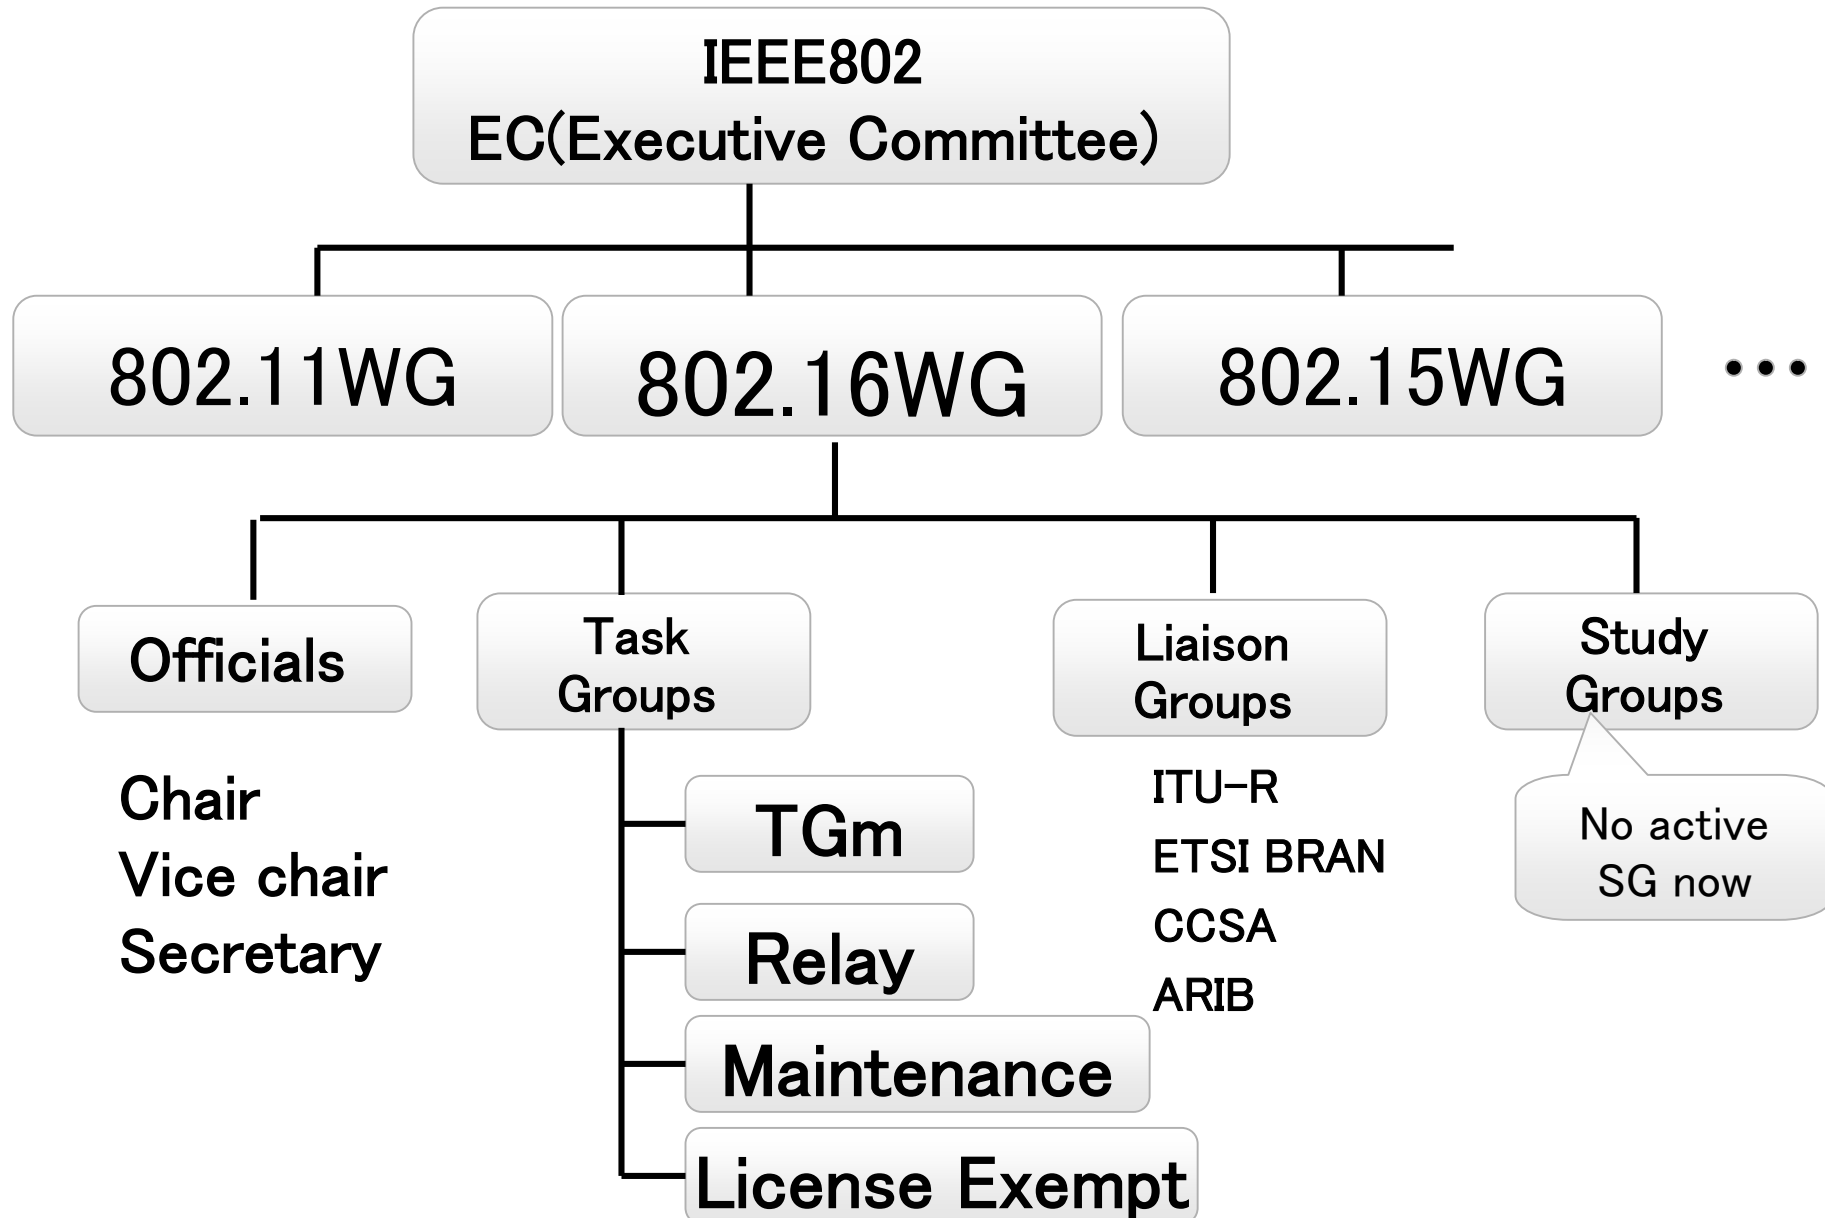 IEEE802
EC(Executive Committee)
802.11WG
802.16WG
802.15WG
•••
Officials
Task
Groups
Liaison
Groups
Study
Groups
Chair
Vice chair
Secretary
TGm
Relay
Maintenance
License Exempt
ITU-R
ETSI BRAN
CCSA
ARIB
No active
SG now